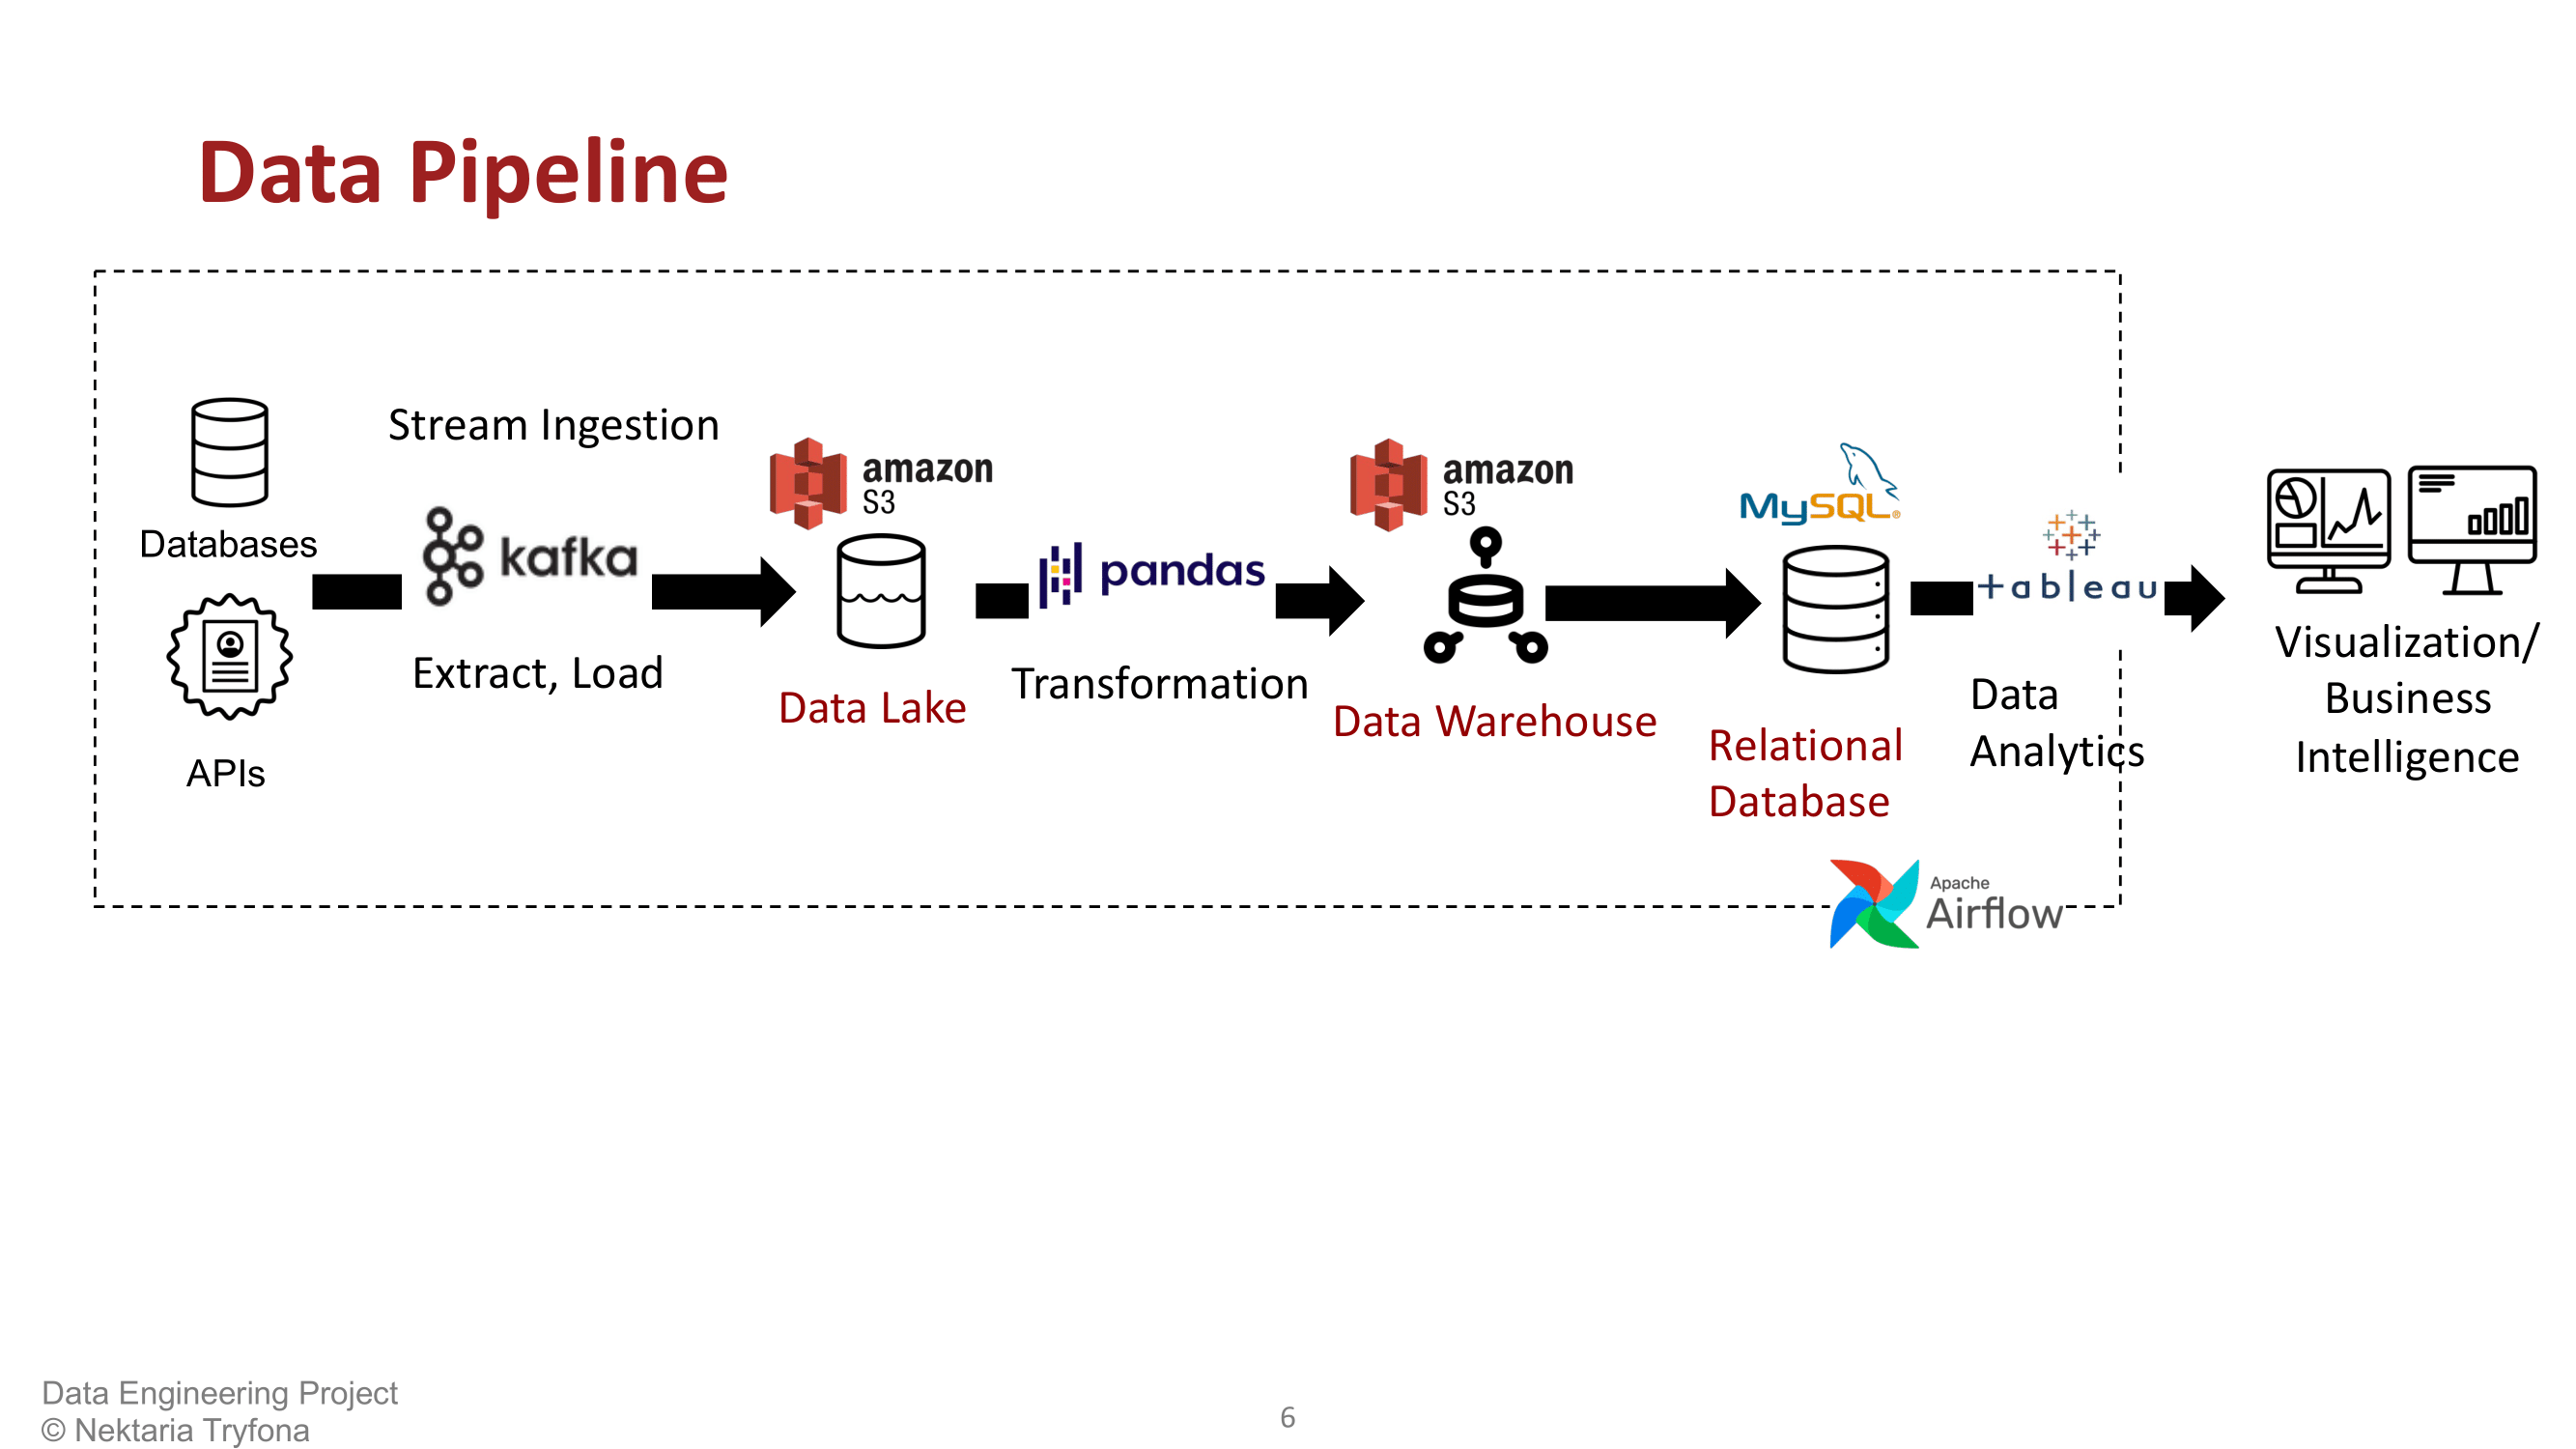 Data Pipeline
Stream Ingestion
Databases
APIs
kafka
Extract, Load
amazon
S3
Data Lake
pandas
Transformation
amazon
S3
Data Warehouse
MySQL®
Relational
Database
+ableau
Data
Analytics
Visualization/
Business
Intelligence
Apache
Airflow
Data Engineering Project
© Nektaria Tryfona
6